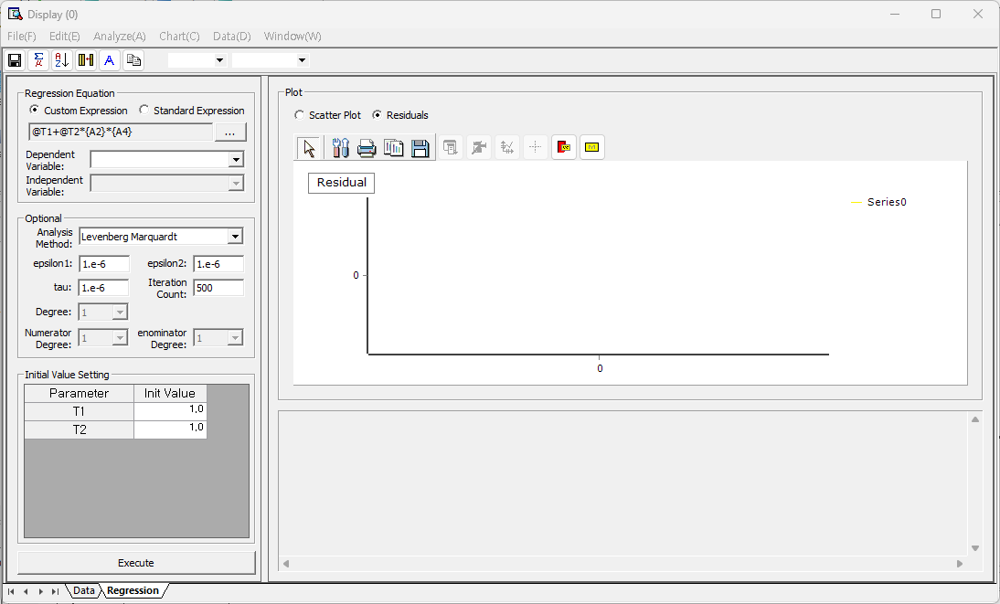 Display (0)
File(F) Edit(E) Analyze(A) Chart(C) Data(D) Window(W)
Regression Equation
Custom Expression Standard Expression
@T1+@T2*{A2}*{A4} ...
Dependent
Variable:
Independent
Variable:
Optional
Analysis
Method: Levenberg Marquardt
epsilon1: 1.e-6 epsilon2: 1.e-6
tau: 1.e-6 Iteration
Count: 500
Degree: 1
Numerator
Degree: 1 enominator
Degree: 1
Initial Value Setting
Parameter Init Value
T1 1,0
T2 1,0
Execute
Data Regression
Plot
Scatter Plot Residuals
Residual
Series0
0
0